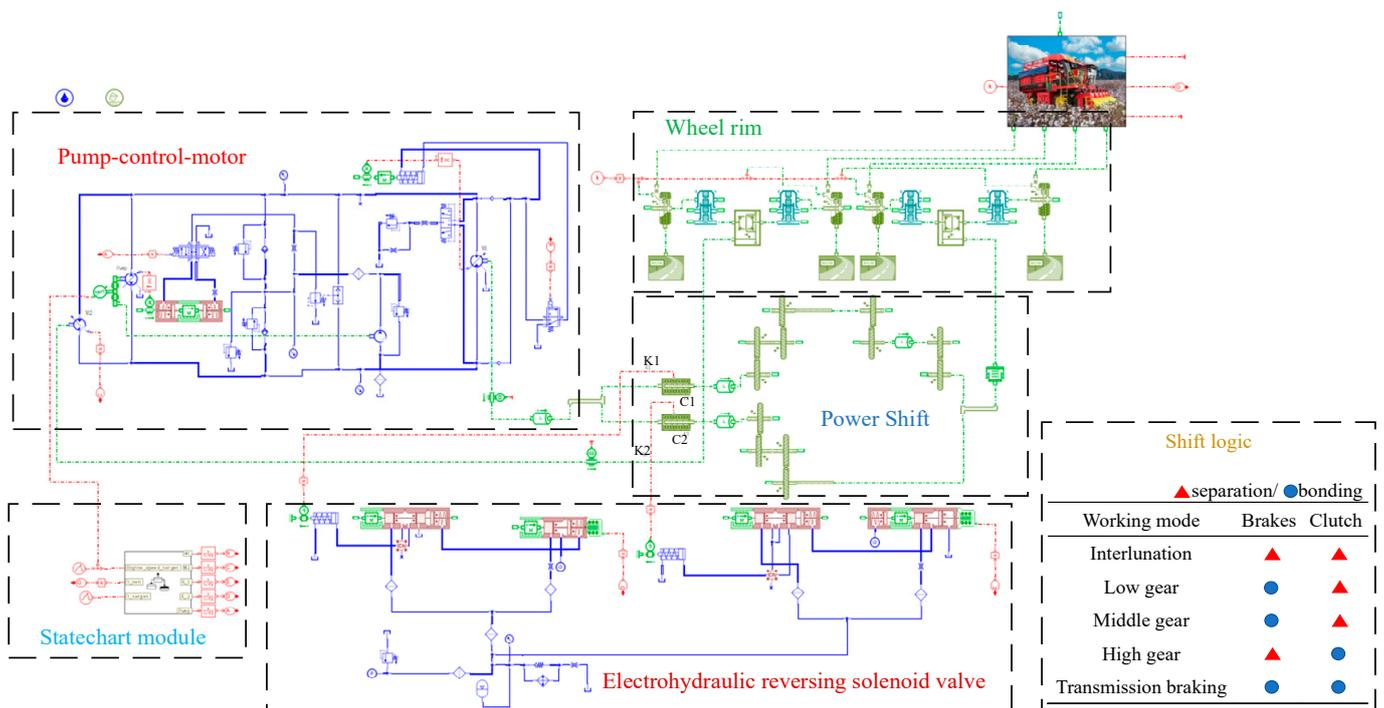 Wheel rim
Pump-control-motor
K1
C1
Power Shift
C2
K2
Shift logic
separation/ bonding
Working mode Brakes Clutch
Interlunation
Low gear
Middle gear
High gear
Transmission braking
Statechart module
Electrohydraulic reversing solenoid valve